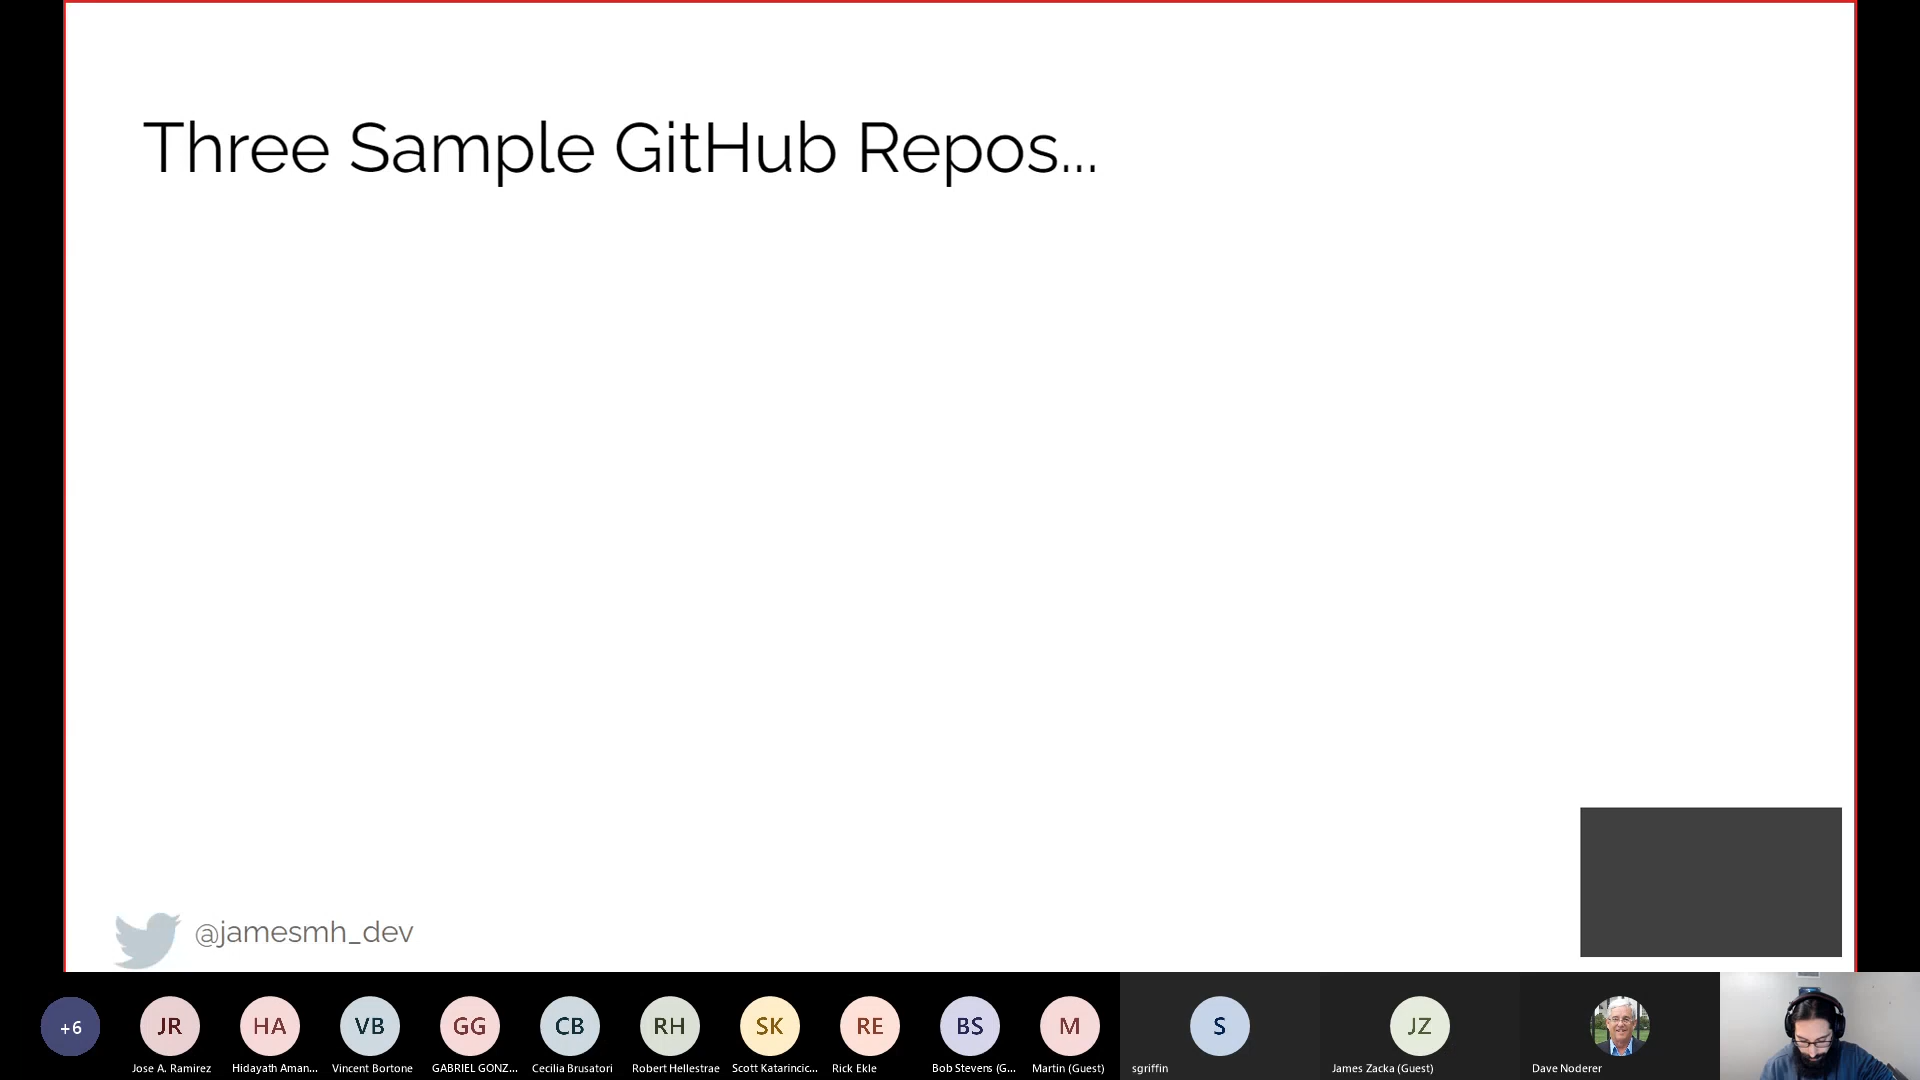 Three Sample GitHub Repos...
@jamesmh_dev
+6
JR
HA
VB
GG
CB
RH
SK
RE
BS
M
S
JZ
Jose A. Ramirez
Hidayath Aman...
Vincent Bortone
GABRIEL GONZ...
Cecilia Brusatori
Robert Hellestrae
Scott Katarincic...
Rick Ekle
Bob Stevens (G...
Martin (Guest)
sgriffin
James Zacka (Guest)
Dave Noderer